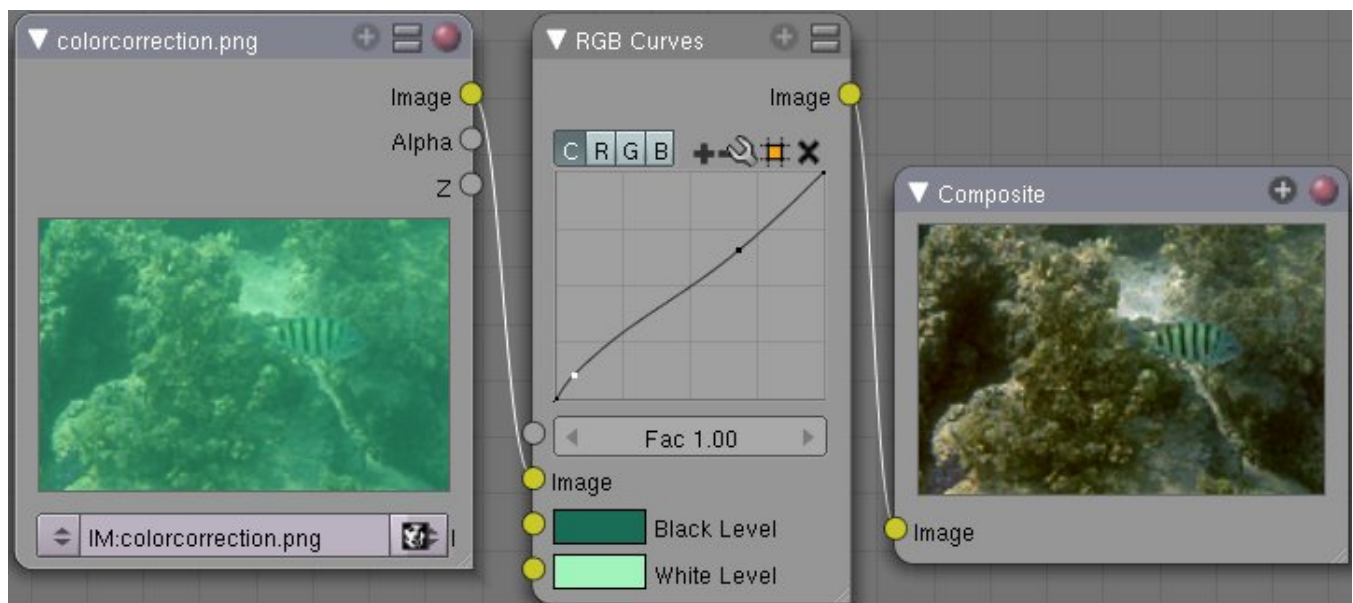 colorcorrection.png
Image
Alpha
Z
IM:colorcorrection.png
RGB Curves
Image
C R G B
Fac 1.00
Image
Black Level
White Level
Composite
Image